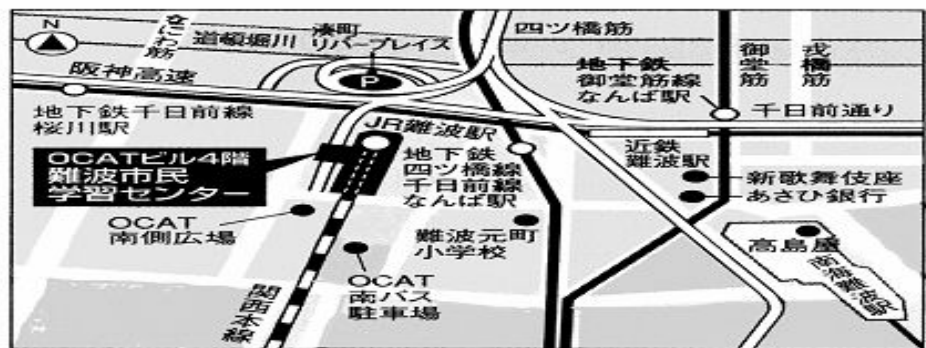 N
なにわ筋
道頓堀川
湊町
リバープレイス
四ツ橋筋
御堂筋
戎橋筋
阪神高速
P
地下鉄
御堂筋線
なんば駅
千日前通り
地下鉄千日前線
桜川駅
JR難波駅
OCATビル4階
難波市民
学習センター
地下鉄
四ツ橋線
千日前線
なんば駅
近鉄
難波駅
新歌舞伎座
あさひ銀行
OCAT
南側広場
難波元町
小学校
高島屋
南海難波駅
OCAT
南バス
駐車場
関西本線